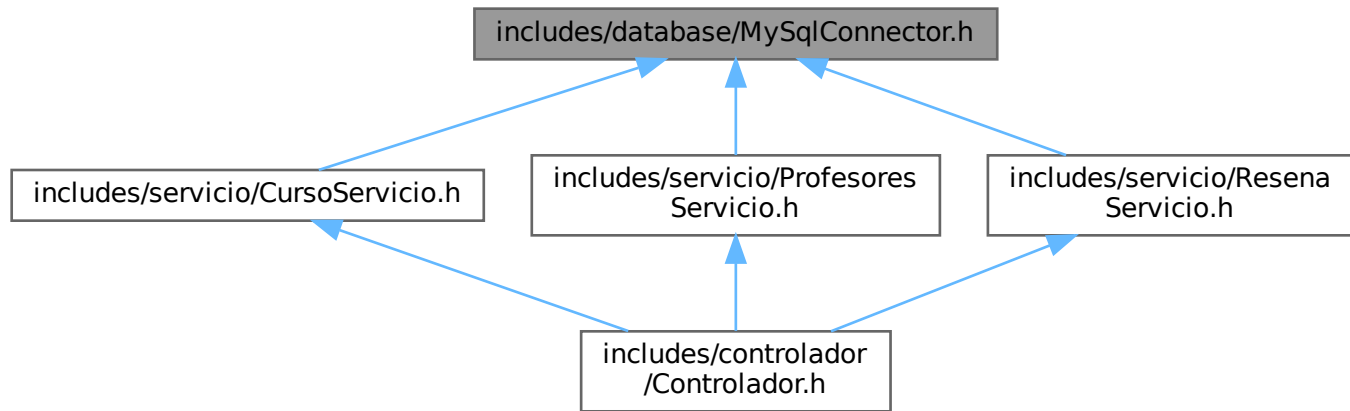 includes/database/MySqlConnector.h
includes/servicio/CursoServicio.h
includes/servicio/Profesores
Servicio.h
includes/servicio/Resena
Servicio.h
includes/controlador
/Controlador.h